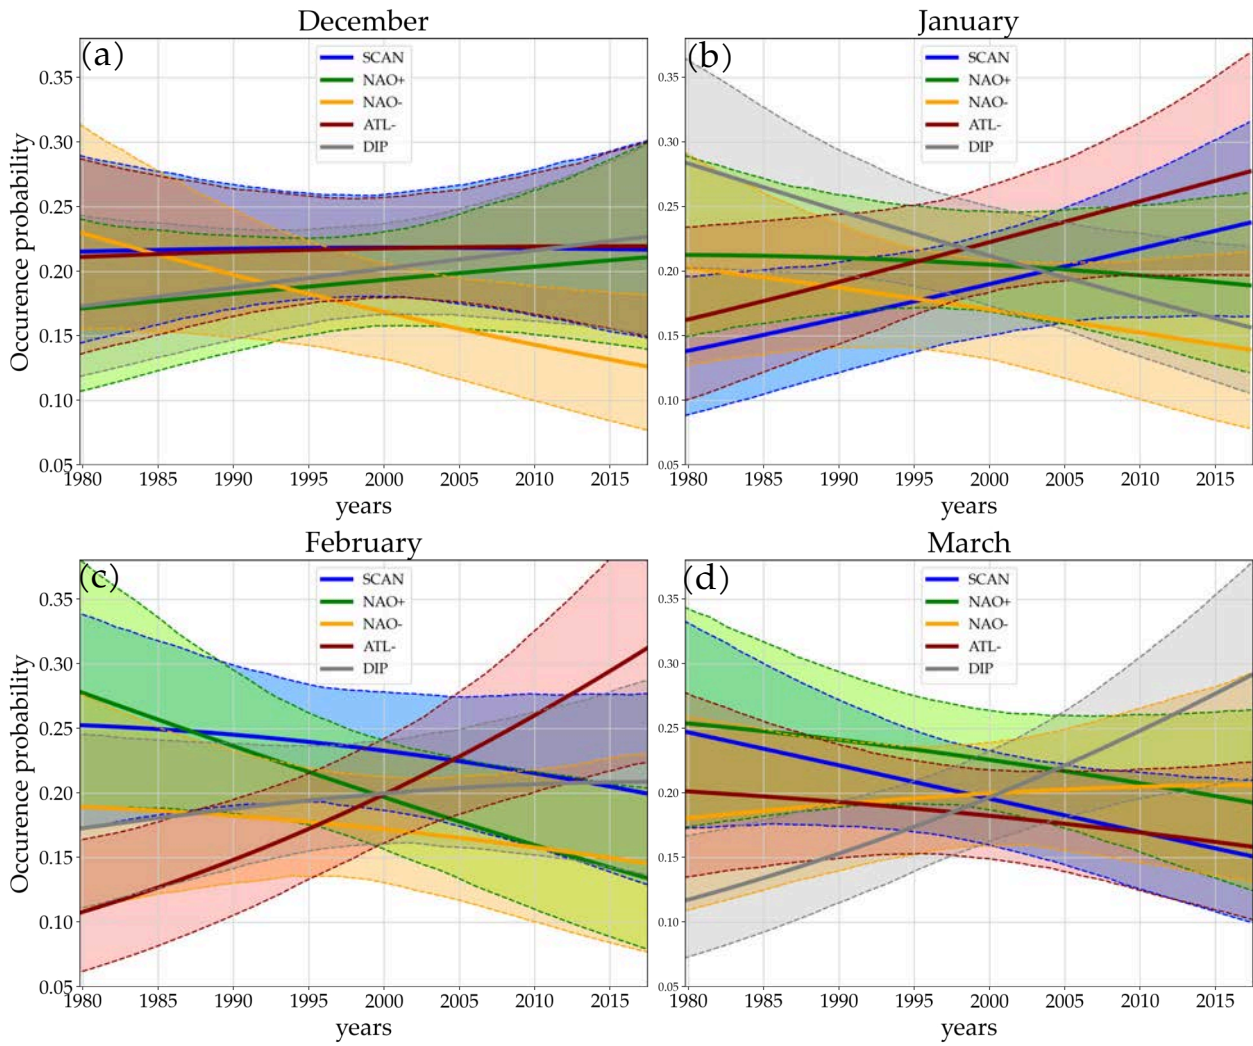 December
(a)
SCAN
NAO+
NAO-
ATL-
DIP
0.35
0.30
0.25
0.20
0.15
0.10
0.05
Occurence probability
1980 1985 1990 1995 2000 2005 2010 2015
years
January
(b)
SCAN
NAO+
NAO-
ATL-
DIP
0.35
0.30
0.25
0.20
0.15
0.10
0.05
1980 1985 1990 1995 2000 2005 2010 2015
years
February
(c)
SCAN
NAO+
NAO-
ATL-
DIP
0.35
0.30
0.25
0.20
0.15
0.10
0.05
Occurence probability
1980 1985 1990 1995 2000 2005 2010 2015
years
March
(d)
SCAN
NAO+
NAO-
ATL-
DIP
0.35
0.30
0.25
0.20
0.15
0.10
0.05
1980 1985 1990 1995 2000 2005 2010 2015
years